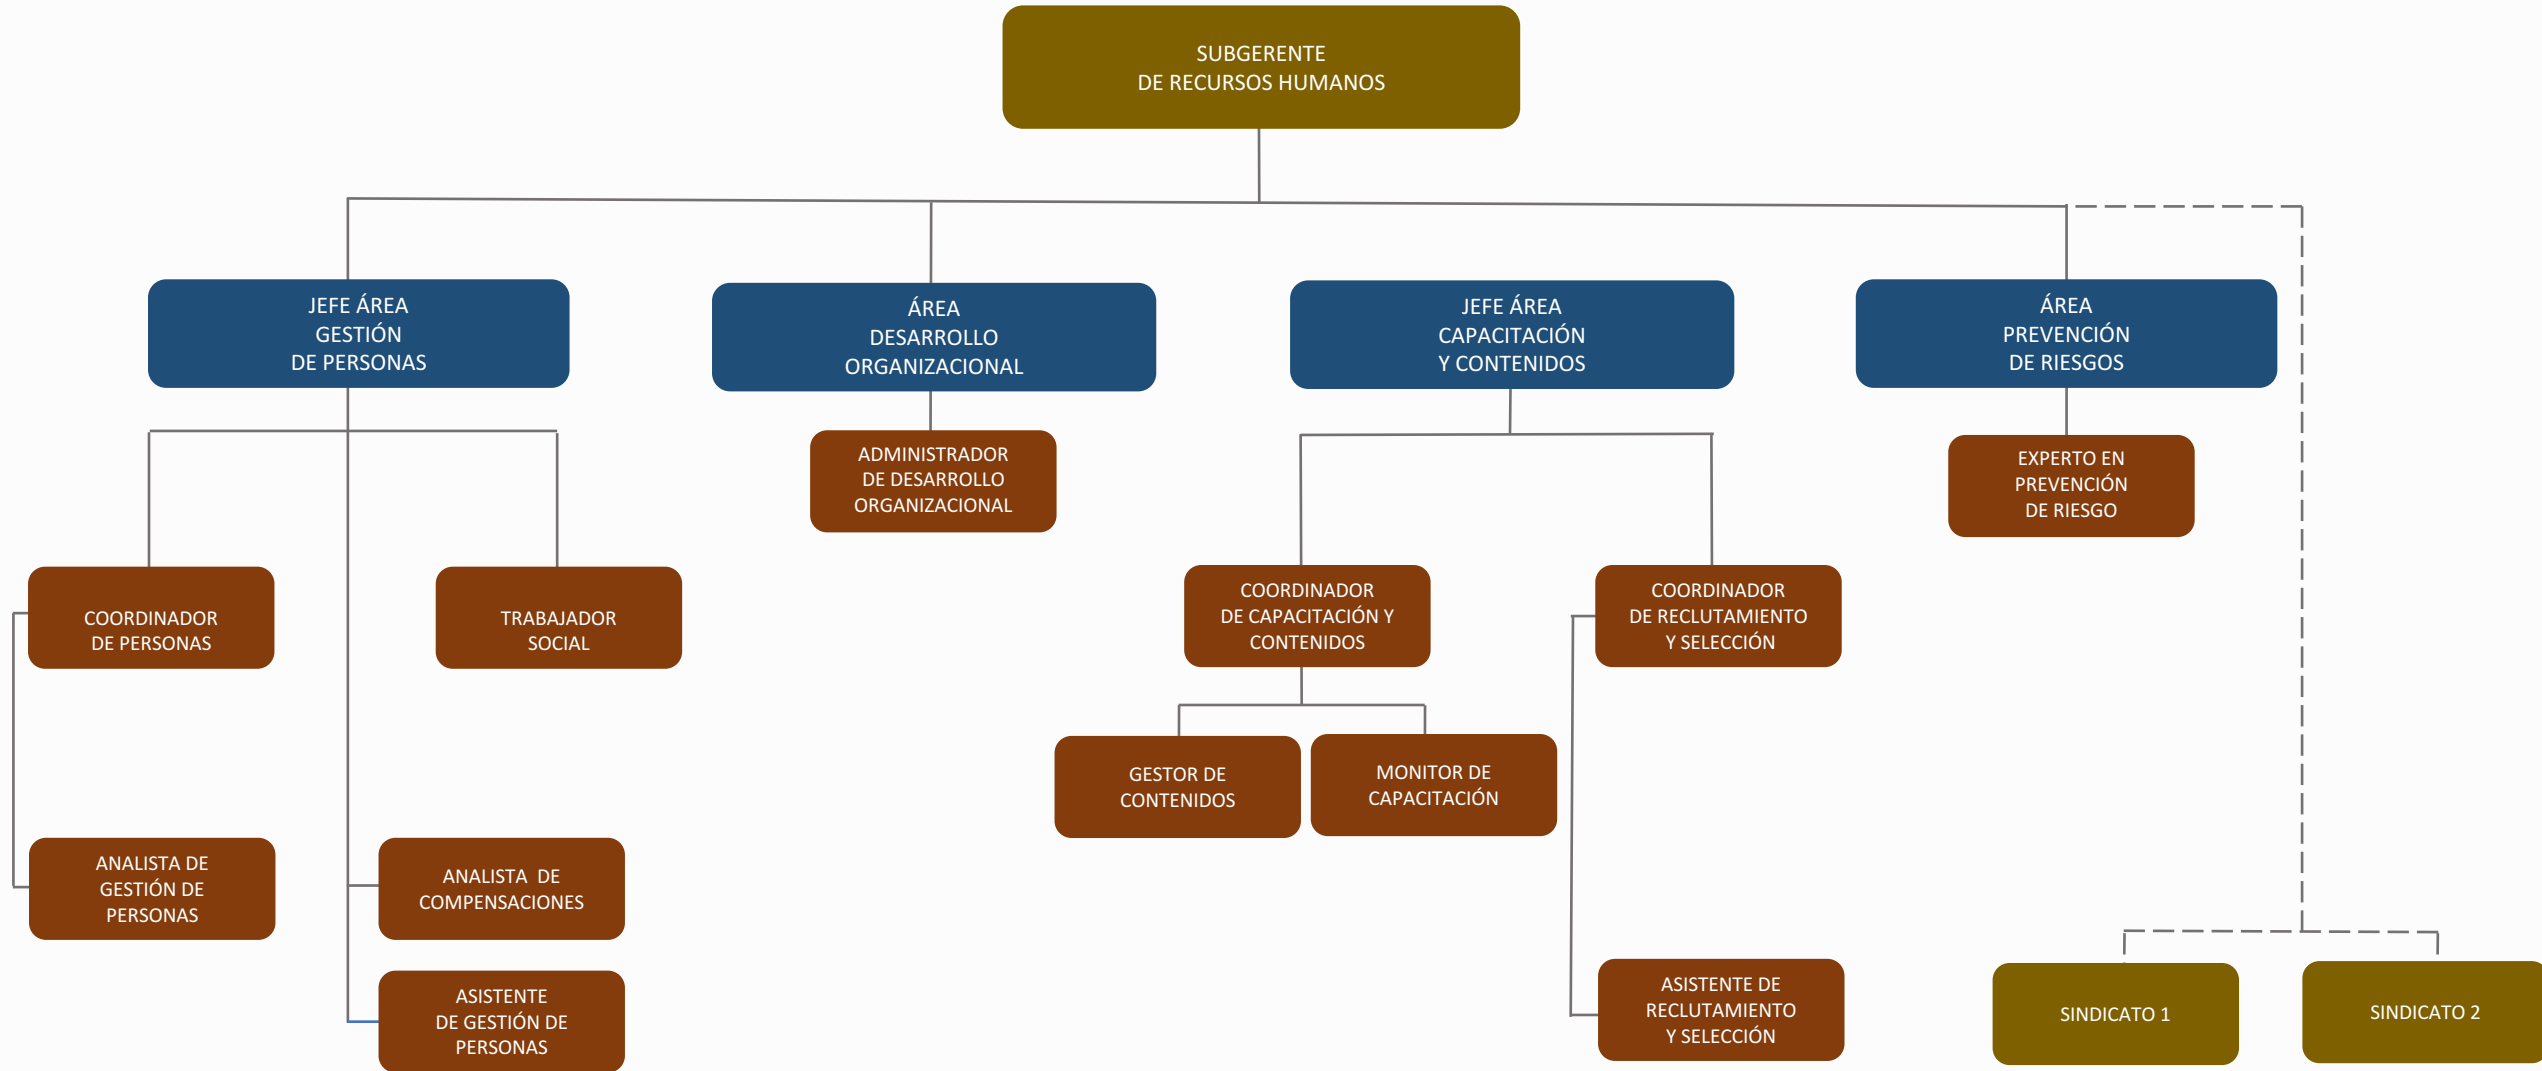 SUBGERENTE
DE RECURSOS HUMANOS
JEFE ÁREA
GESTIÓN
DE PERSONAS
ÁREA
DESARROLLO
ORGANIZACIONAL
JEFE ÁREA
CAPACITACIÓN
Y CONTENIDOS
ÁREA
PREVENCIÓN
DE RIESGOS
ADMINISTRADOR
DE DESARROLLO
ORGANIZACIONAL
EXPERTO EN
PREVENCIÓN
DE RIESGO
COORDINADOR
DE PERSONAS
TRABAJADOR
SOCIAL
COORDINADOR
DE CAPACITACIÓN Y
CONTENIDOS
COORDINADOR
DE RECLUTAMIENTO
Y SELECCIÓN
GESTOR DE
CONTENIDOS
MONITOR DE
CAPACITACIÓN
ANALISTA DE
GESTIÓN DE
PERSONAS
ANALISTA  DE
COMPENSACIONES
ASISTENTE
DE GESTIÓN DE
PERSONAS
ASISTENTE DE
RECLUTAMIENTO
Y SELECCIÓN
SINDICATO 1
SINDICATO 2